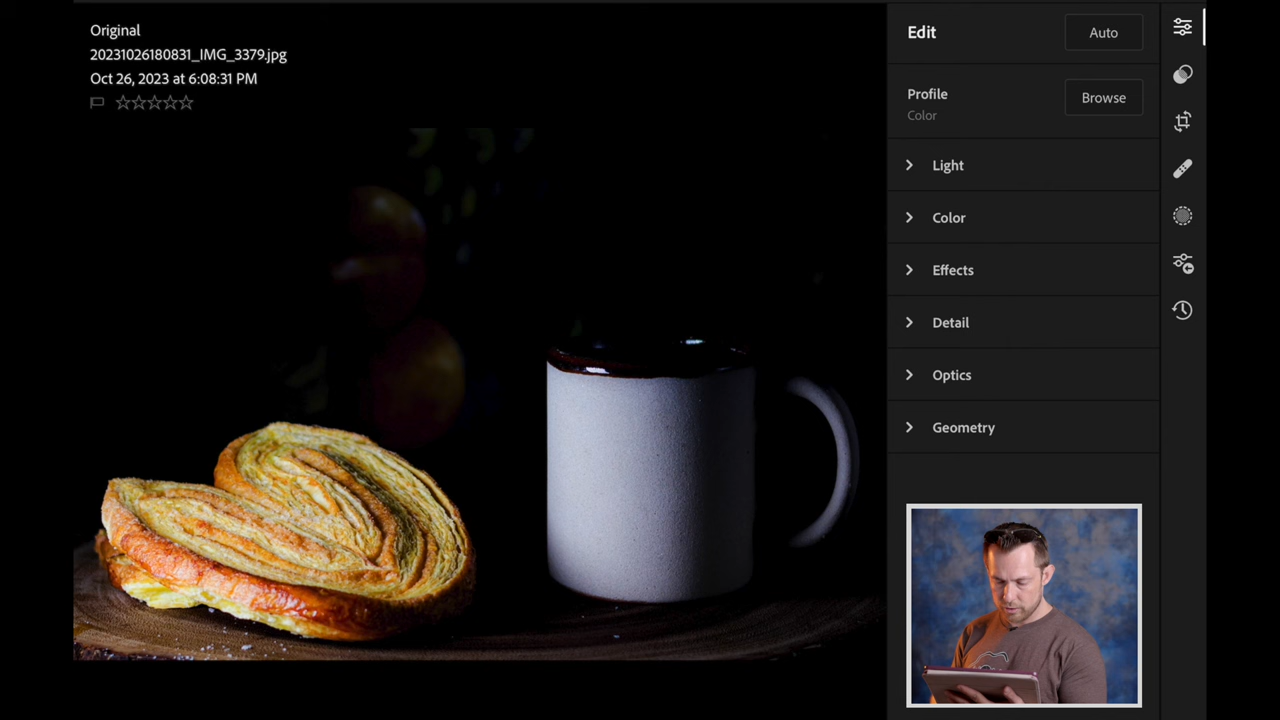 Original
20231026180831_IMG_3379.jpg
Oct 26, 2023 at 6:08:31 PM
Edit
Auto
Profile
Color
Browse
Light
Color
Effects
Detail
Optics
Geometry